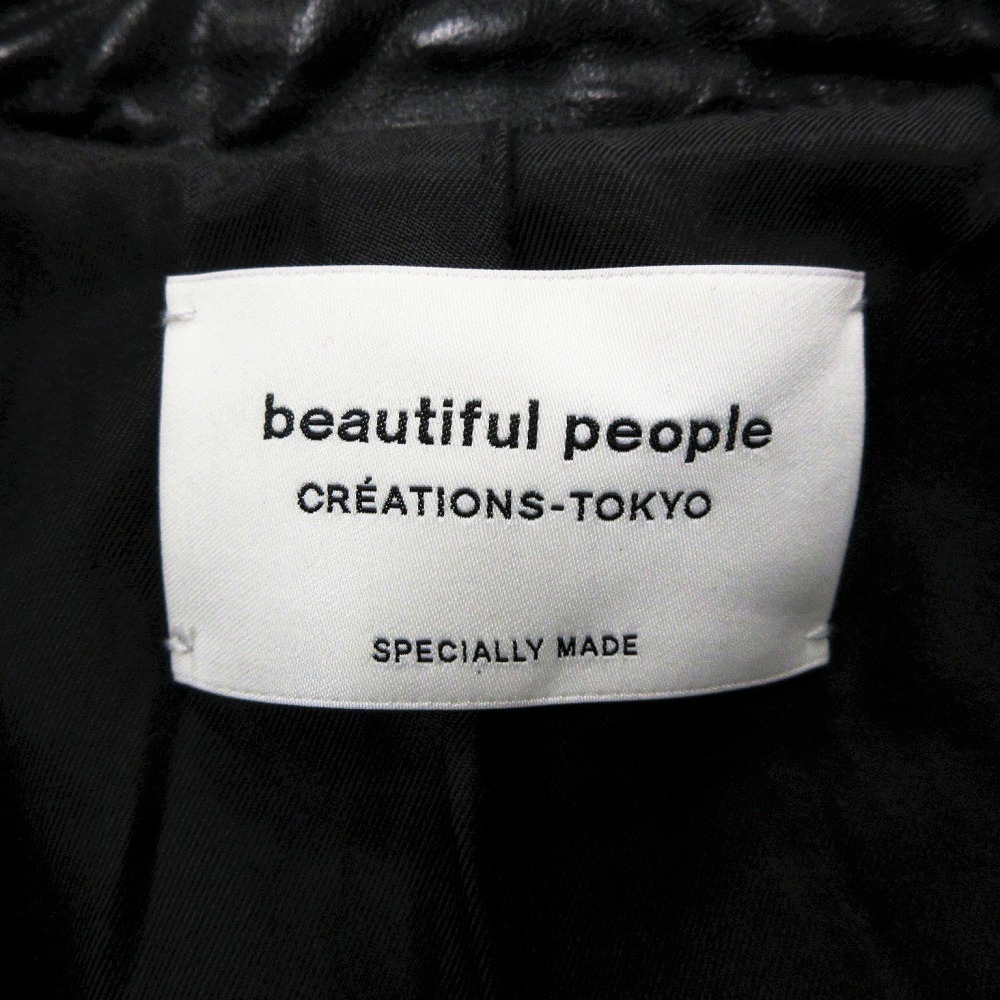 beautiful people
CRÉATIONS-TOKYO
SPECIALLY MADE